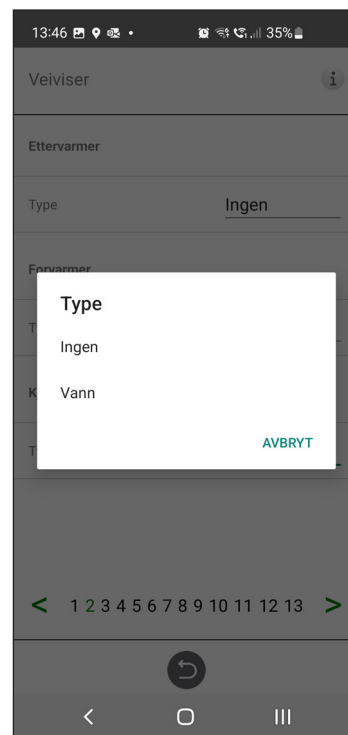 13:46 35%
Veiviser i
Ettervarmer
Type Ingen
Forvarmer
T
Type
Ingen
K
Vann
T
AVBRYT
< 1 2 3 4 5 6 7 8 9 10 11 12 13 >